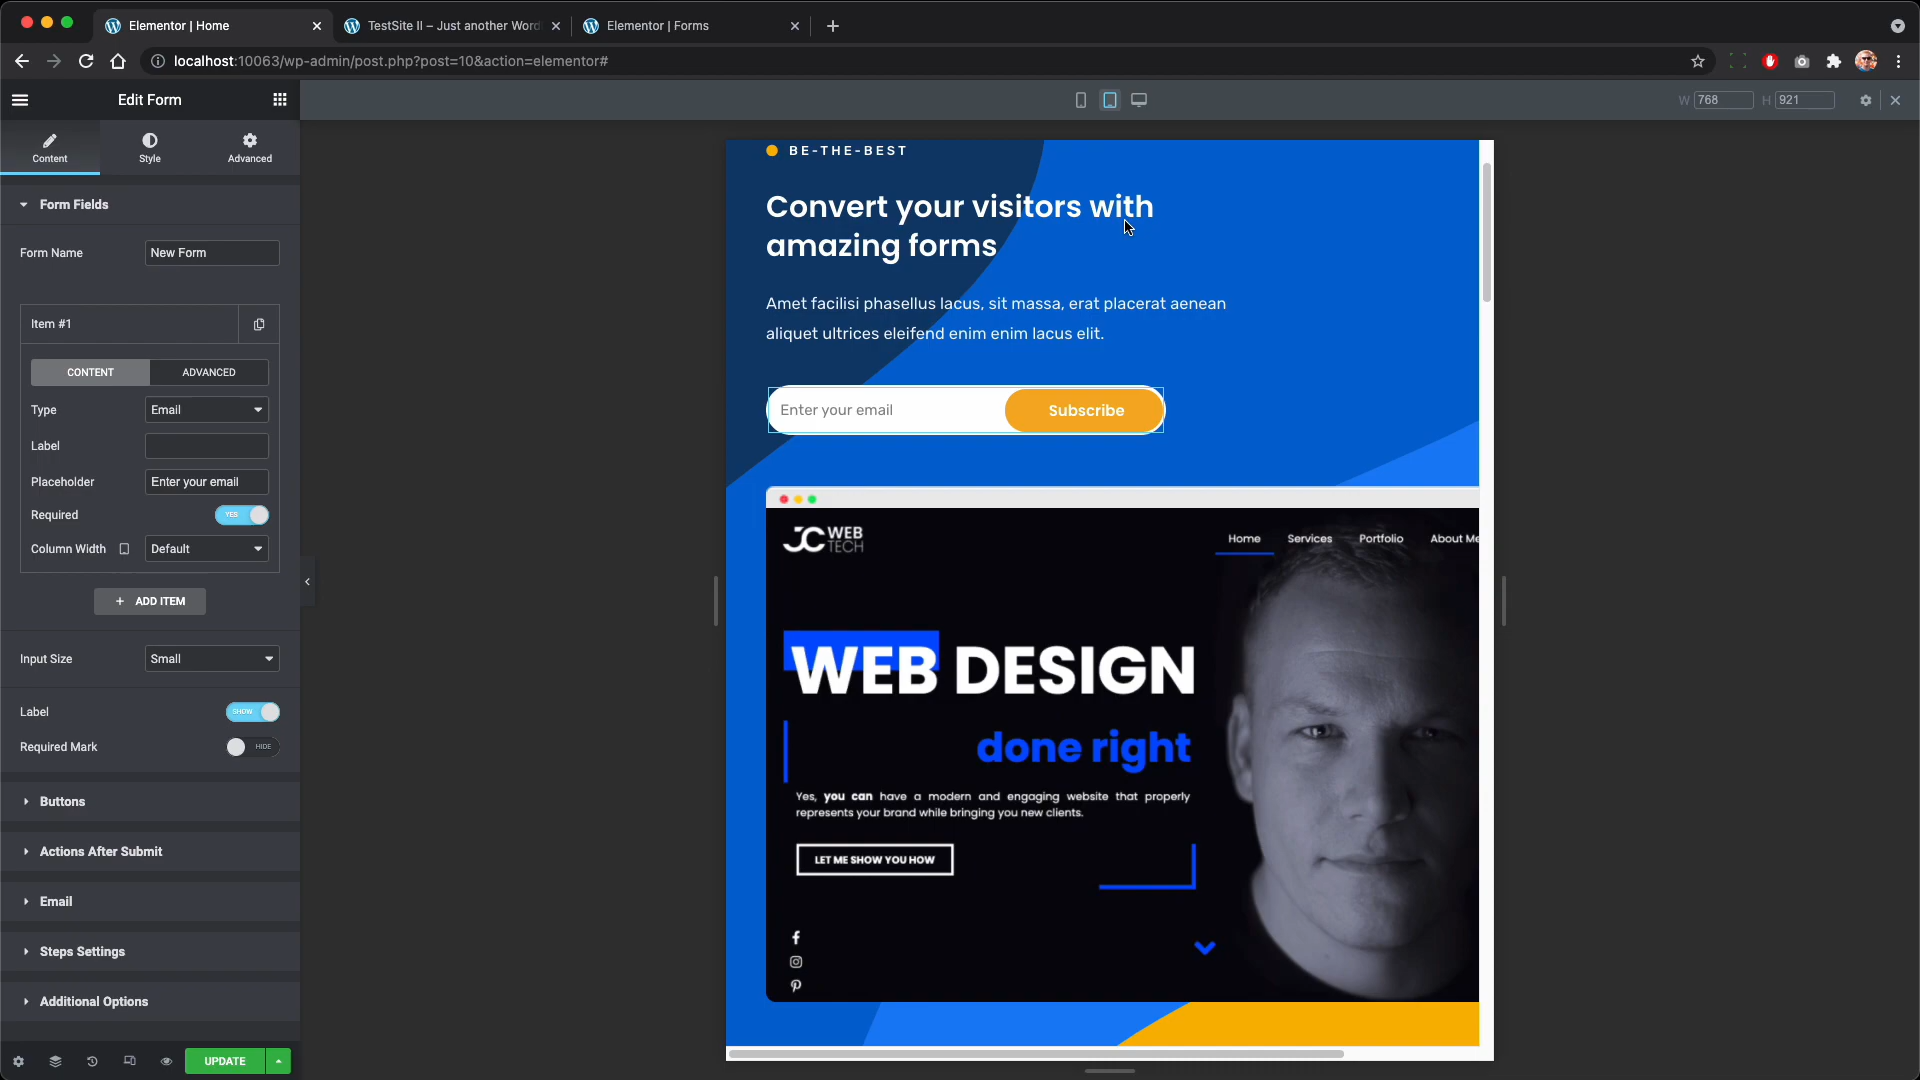 Elementor | Home
TestSite II – Just another Word
Elementor | Forms
localhost:10063/wp-admin/post.php?post=10&action=elementor#
Edit Form
W 768
H 921
Content
Style
Advanced
Form Fields
Form Name
New Form
Item #1
CONTENT
ADVANCED
Type
Email
Label
Placeholder
Enter your email
Required
YES
Column Width
Default
+ ADD ITEM
Input Size
Small
Label
SHOW
Required Mark
HIDE
Buttons
Actions After Submit
Email
Steps Settings
Additional Options
UPDATE
BE-THE-BEST
Convert your visitors with
amazing forms
Amet facilisi phasellus lacus, sit massa, erat placerat aenean
aliquet ultrices eleifend enim enim lacus elit.
Enter your email
Subscribe
JC WEB
TECH
Home
Services
Portfolio
About Me
WEB DESIGN
done right
Yes, you can have a modern and engaging website that properly
represents your brand while bringing you new clients.
LET ME SHOW YOU HOW